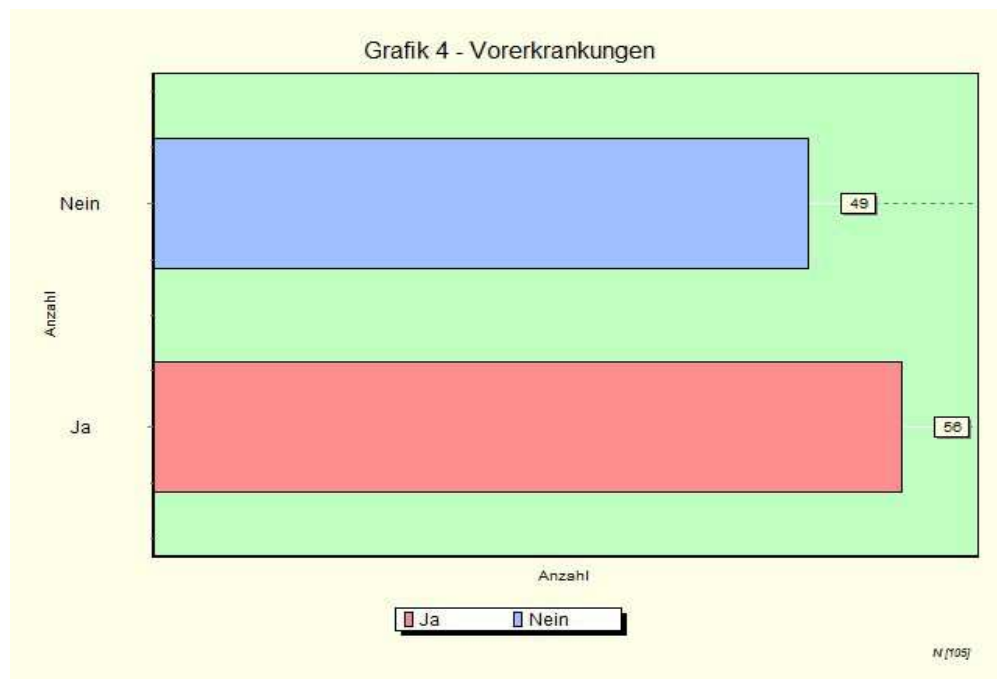 Grafik 4 - Vorerkrankungen
Nein
49
Anzahl
Ja
56
Anzahl
Ja Nein
N [105]